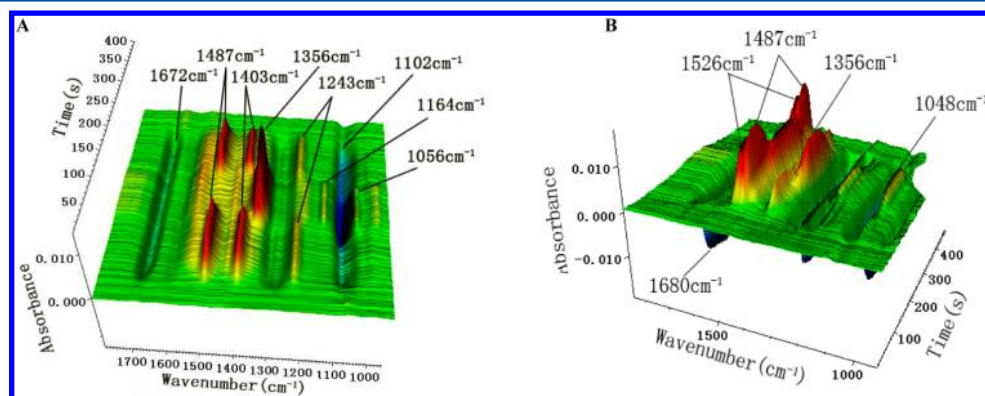 A
400
350
300
250
200
150
100
50
Time(s)
0.010
0.000
Absorbance
1672cm⁻¹
1487cm⁻¹
1403cm⁻¹
1356cm⁻¹
1243cm⁻¹
1102cm⁻¹
1164cm⁻¹
1056cm⁻¹
1700 1600 1500 1400 1300 1200 1100 1000
Wavenumber(cm⁻¹)
B
1487cm⁻¹
1526cm⁻¹
1356cm⁻¹
1048cm⁻¹
0.010
0.000
-0.010
Absorbance
1680cm⁻¹
1500
1000
Wavenumber(cm⁻¹)
400
300
200
100
Time(s)